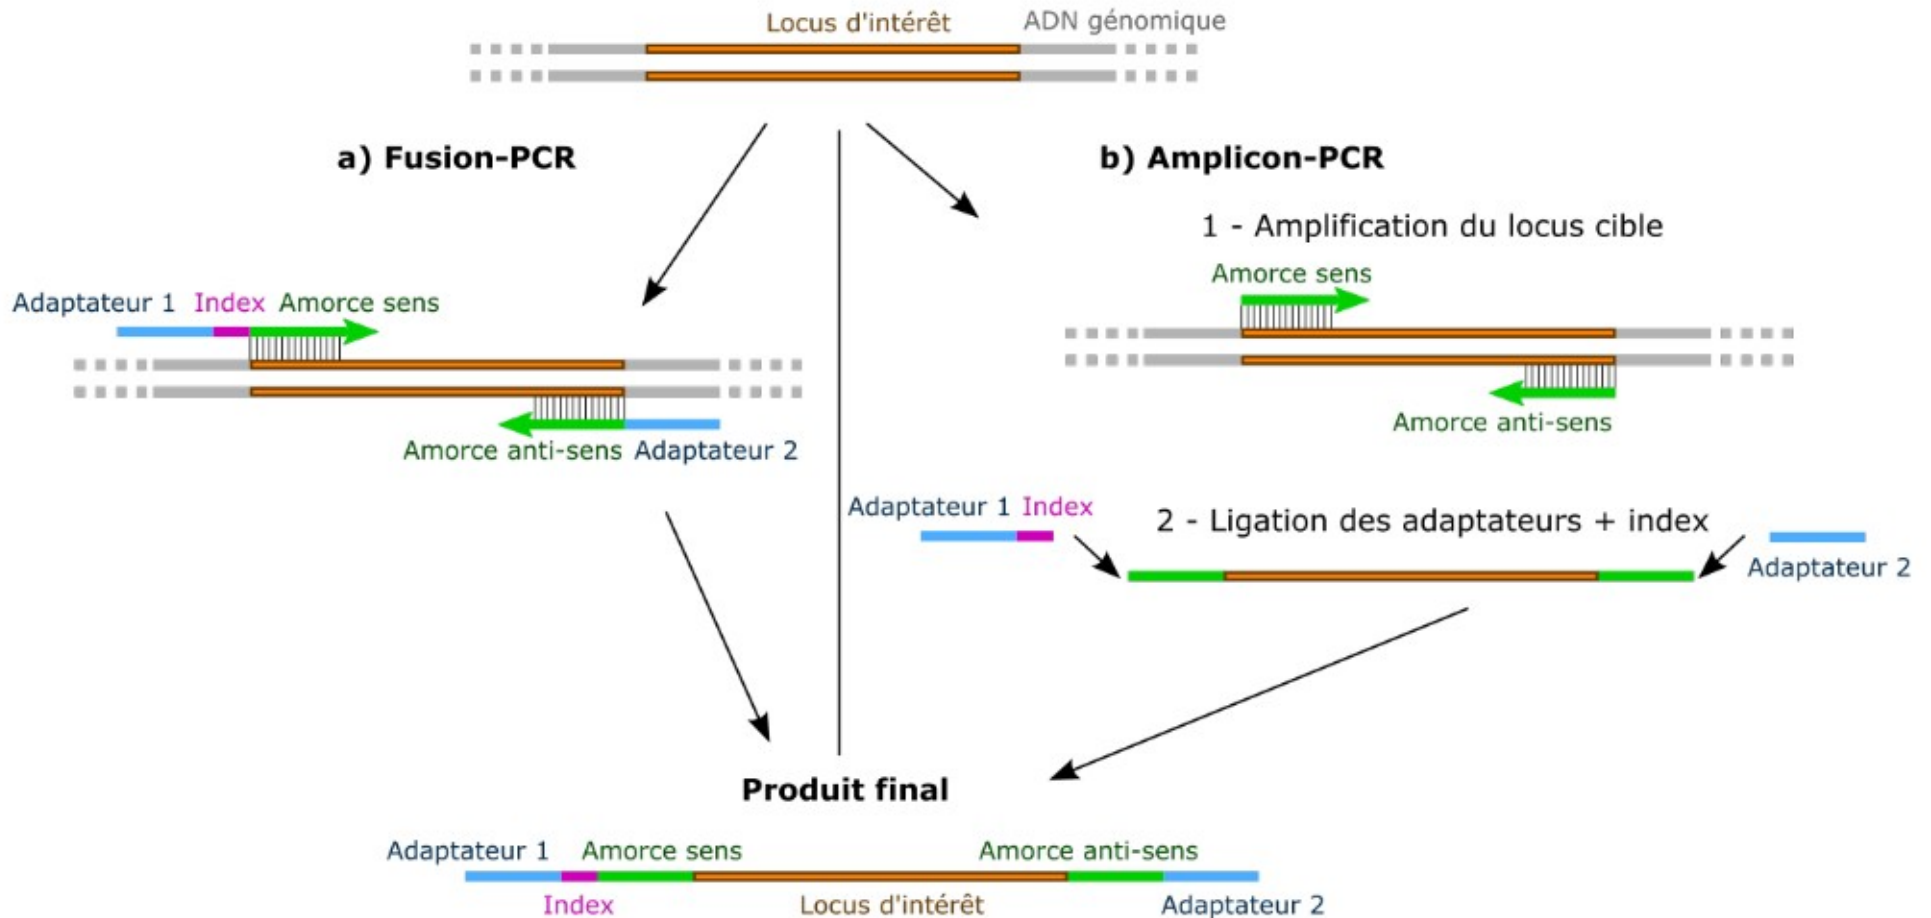 Locus d'intérêt
ADN génomique
a) Fusion-PCR
b) Amplicon-PCR
1 - Amplification du locus cible
Amorce sens
Adaptateur 1 Index Amorce sens
Amorce anti-sens
Amorce anti-sens Adaptateur 2
Adaptateur 1 Index
2 - Ligation des adaptateurs + index
Adaptateur 2
Produit final
Adaptateur 1 Amorce sens Amorce anti-sens
Index Locus d'intérêt Adaptateur 2